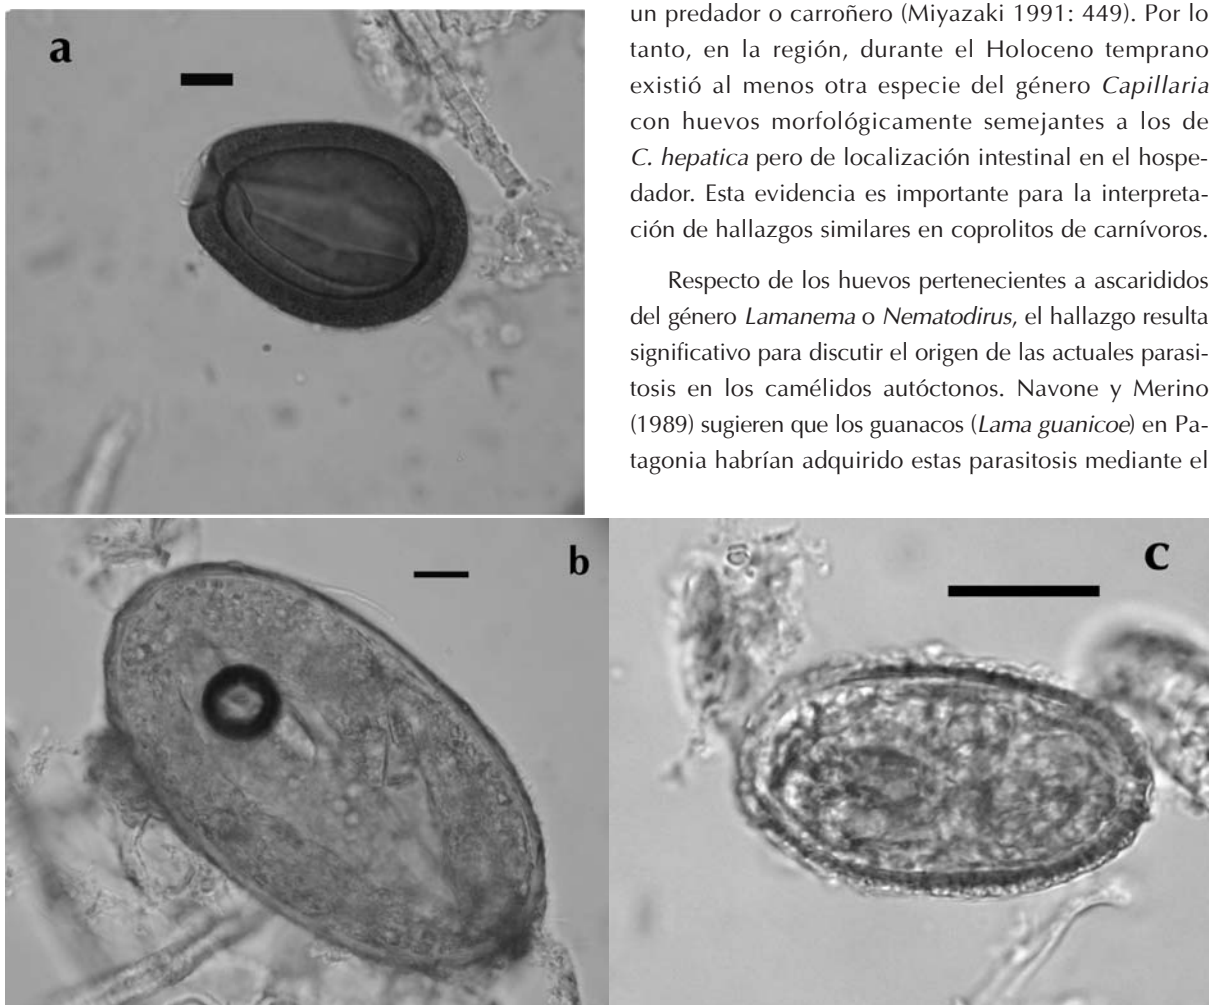 a
un predador o carroñero (Miyazaki 1991: 449). Por lo
tanto, en la región, durante el Holoceno temprano
existió al menos otra especie del género Capillaria
con huevos morfológicamente semejantes a los de
C. hepatica pero de localización intestinal en el hospe-
dador. Esta evidencia es importante para la interpreta-
ción de hallazgos similares en coprolitos de carnívoros.
Respecto de los huevos pertenecientes a ascarididos
del género Lamanema o Nematodirus, el hallazgo resulta
significativo para discutir el origen de las actuales parasi-
tosis en los camélidos autóctonos. Navone y Merino
(1989) sugieren que los guanacos (Lama guanicoe) en Pa-
tagonia habrían adquirido estas parasitosis mediante el
b
c